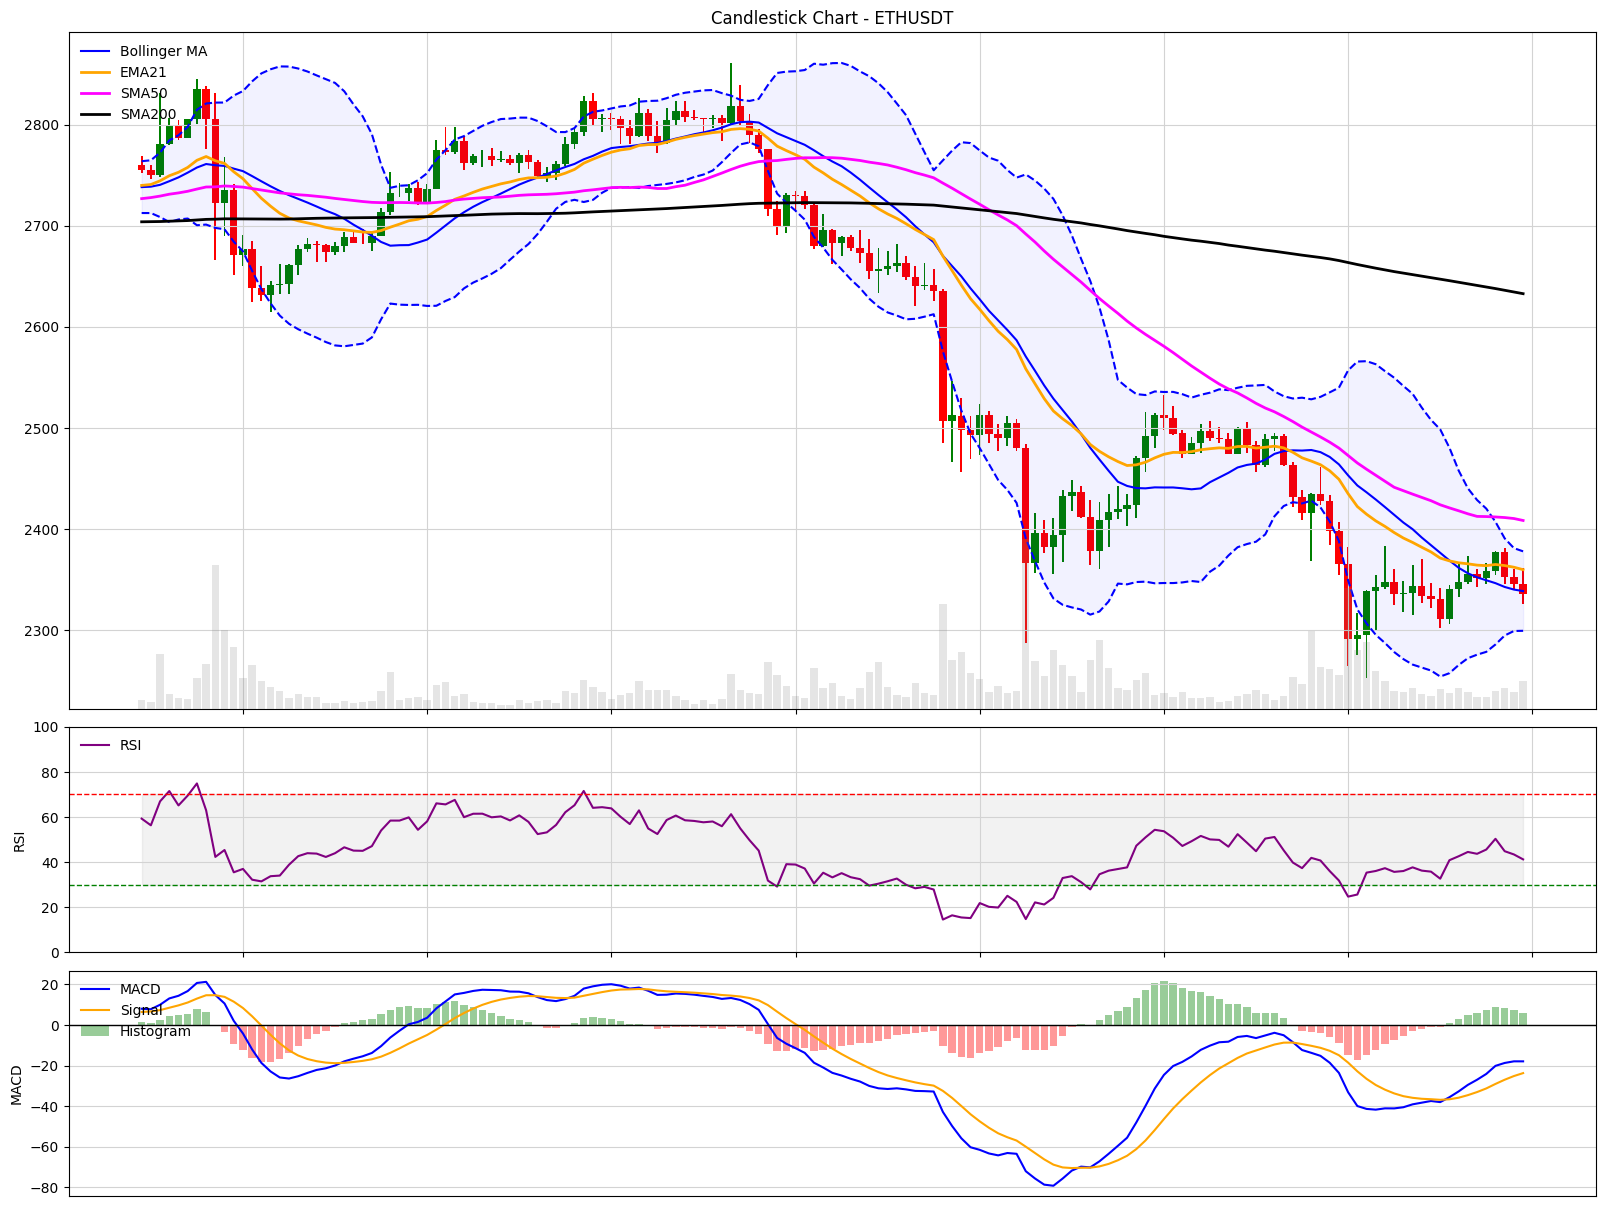 Candlestick Chart - ETHUSDT
Bollinger MA
EMA21
SMA50
SMA200
2800
2700
2600
2500
2400
2300
RSI
100
80
60
40
20
0
RSI
MACD
Signal
Histogram
20
0
−20
−40
−60
−80
MACD